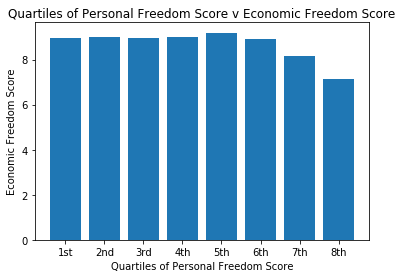 Quartiles of Personal Freedom Score v Economic Freedom Score
Economic Freedom Score
8
6
4
2
0
1st 2nd 3rd 4th 5th 6th 7th 8th
Quartiles of Personal Freedom Score